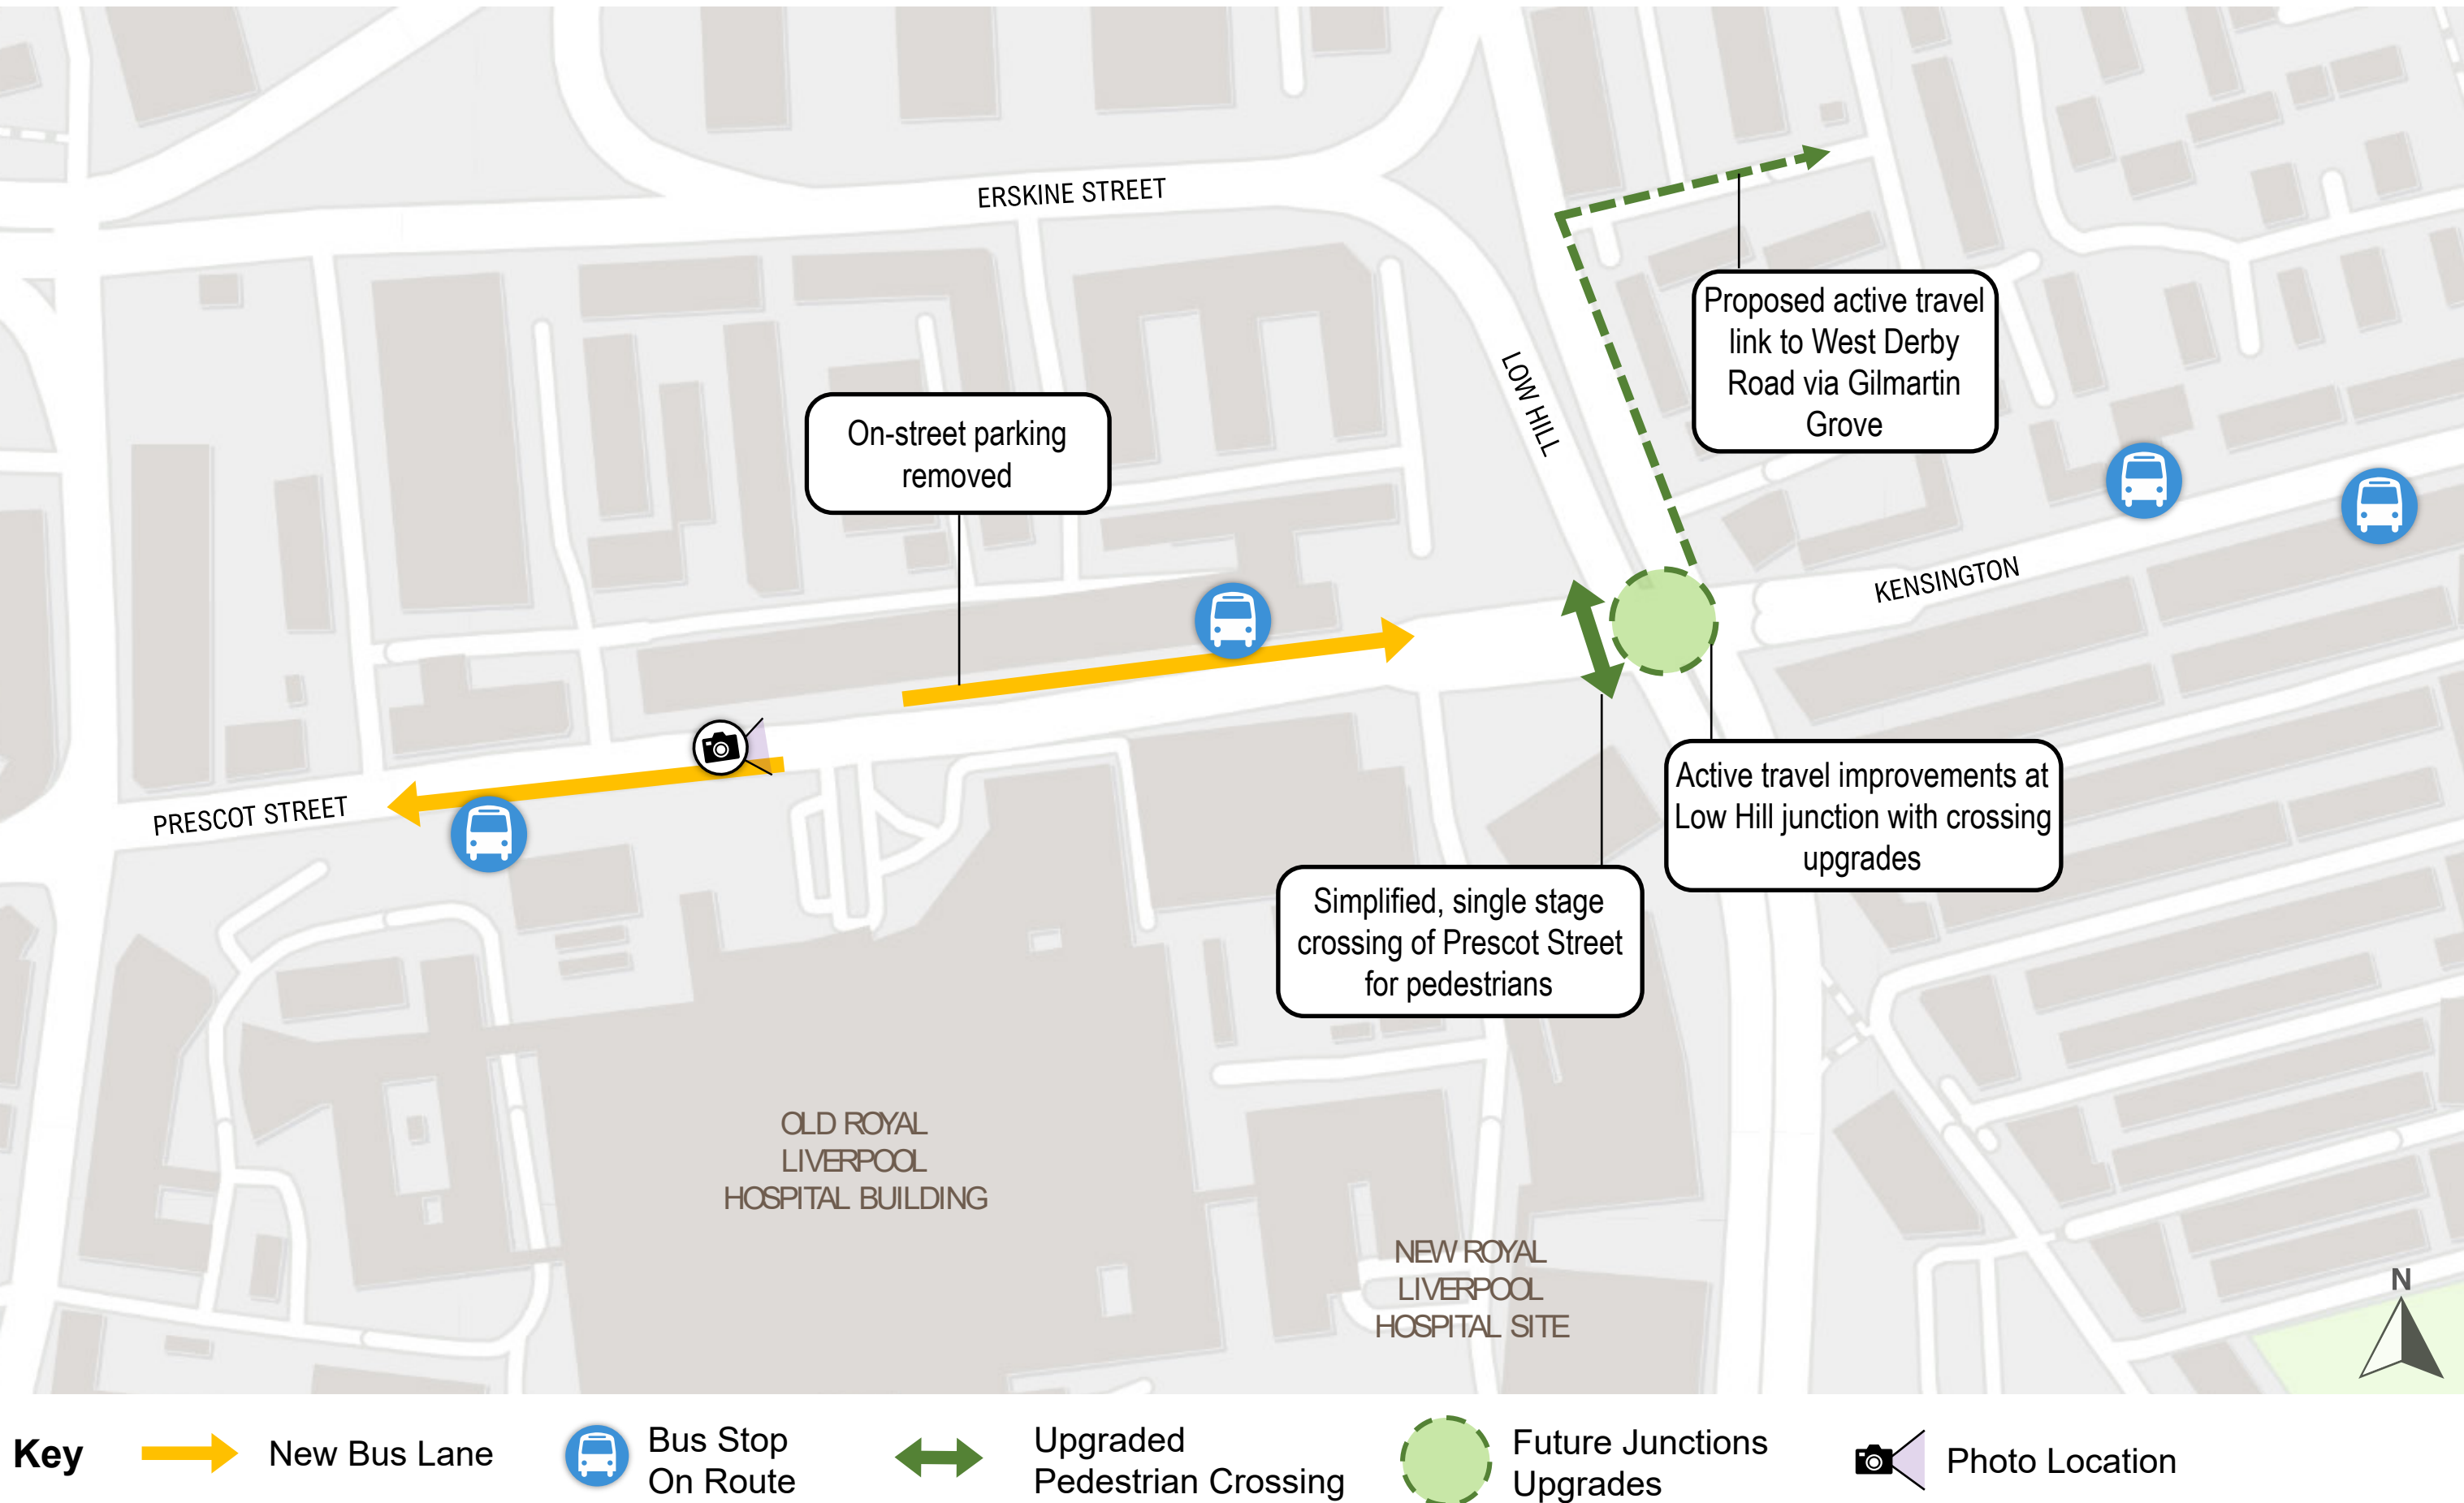 ERSKINE STREET
Proposed active travel
link to West Derby
Road via Gilmartin
Grove
LOW HILL
On-street parking
removed
KENSINGTON
PRESCOT STREET
Active travel improvements at
Low Hill junction with crossing
upgrades
Simplified, single stage
crossing of Prescot Street
for pedestrians
OLD ROYAL
LIVERPOOL
HOSPITAL BUILDING
NEW ROYAL
LIVERPOOL
HOSPITAL SITE
N
Key
New Bus Lane
Bus Stop
On Route
Upgraded
Pedestrian Crossing
Future Junctions
Upgrades
Photo Location